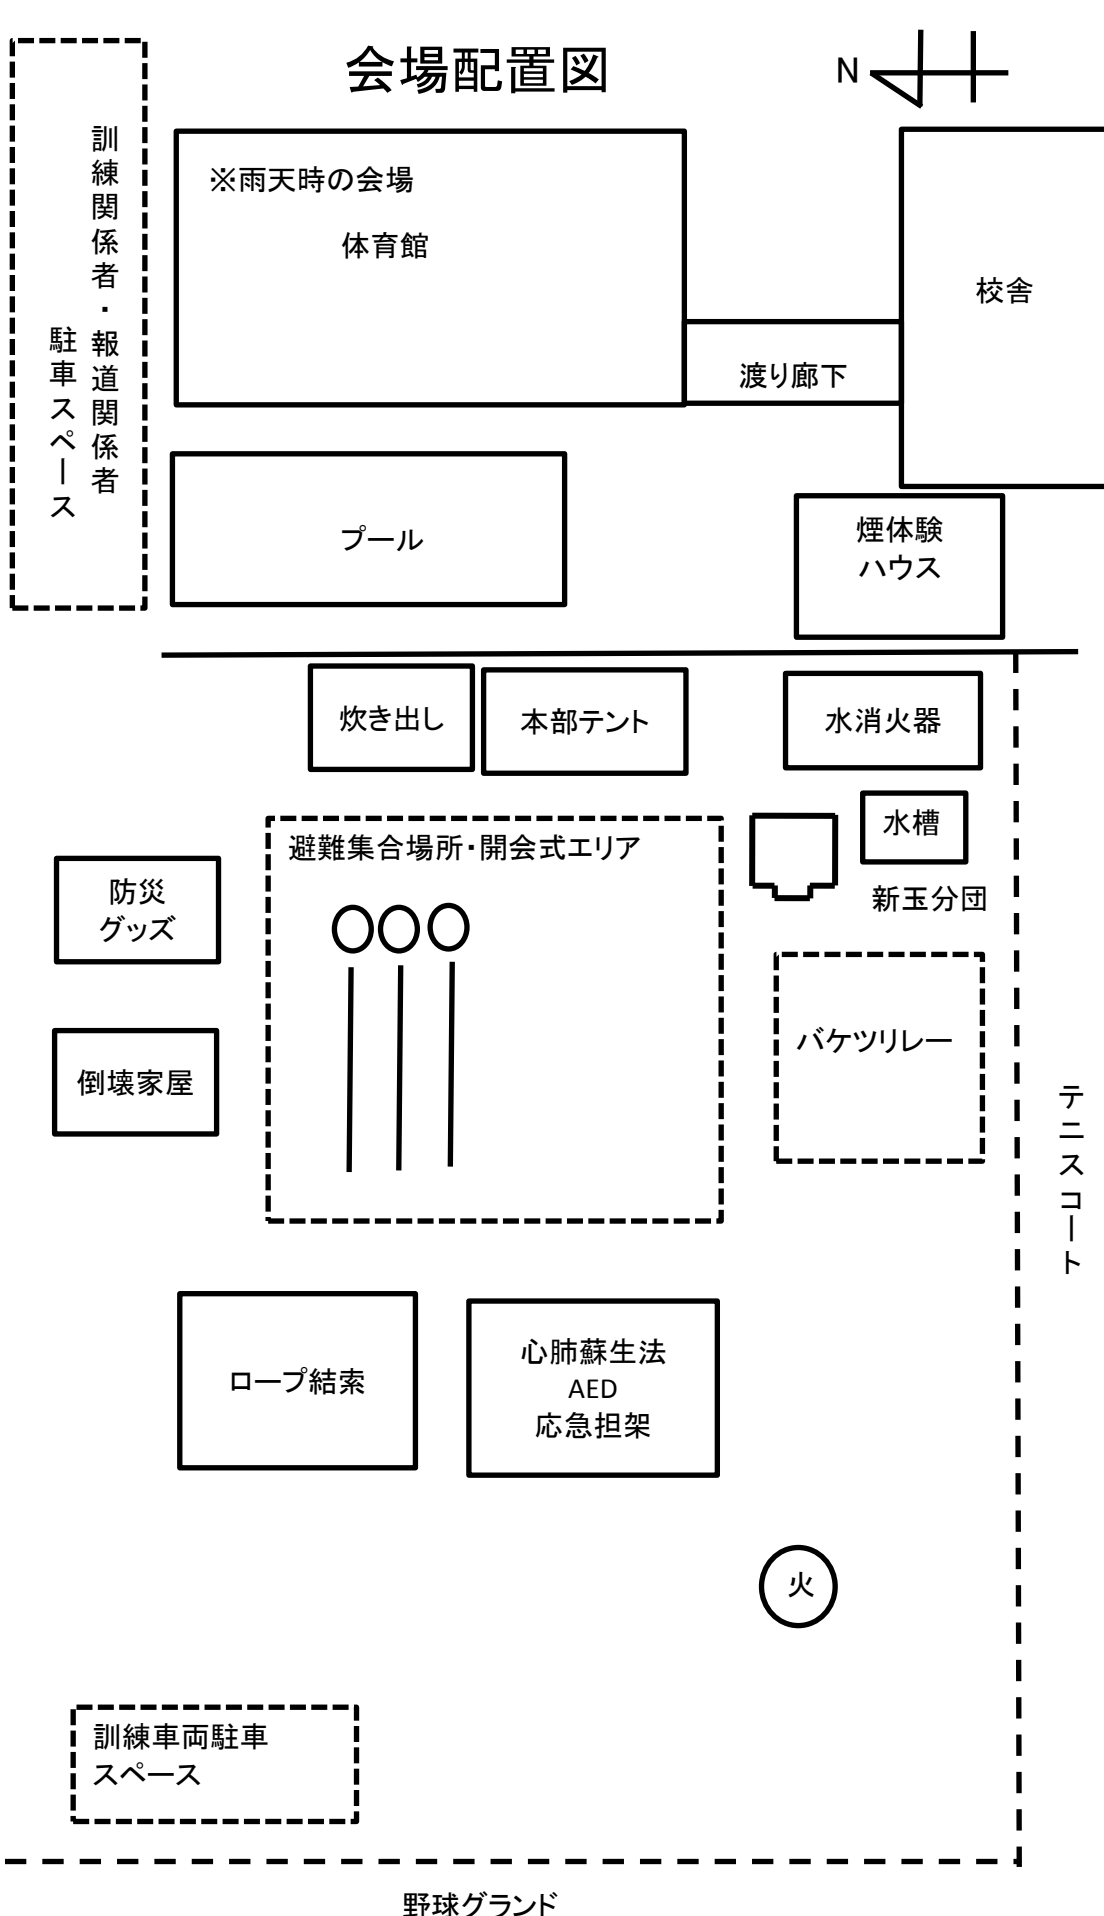 会場配置図
N
訓練関係者・報道関係者
駐車スペース
※雨天時の会場
体育館
校舎
渡り廊下
プール
煙体験
ハウス
炊き出し
本部テント
水消火器
避難集合場所・開会式エリア
水槽
新玉分団
防災
グッズ
バケツリレー
倒壊家屋
テニスコート
ロープ結索
心肺蘇生法
AED
応急担架
火
訓練車両駐車
スペース
野球グランド